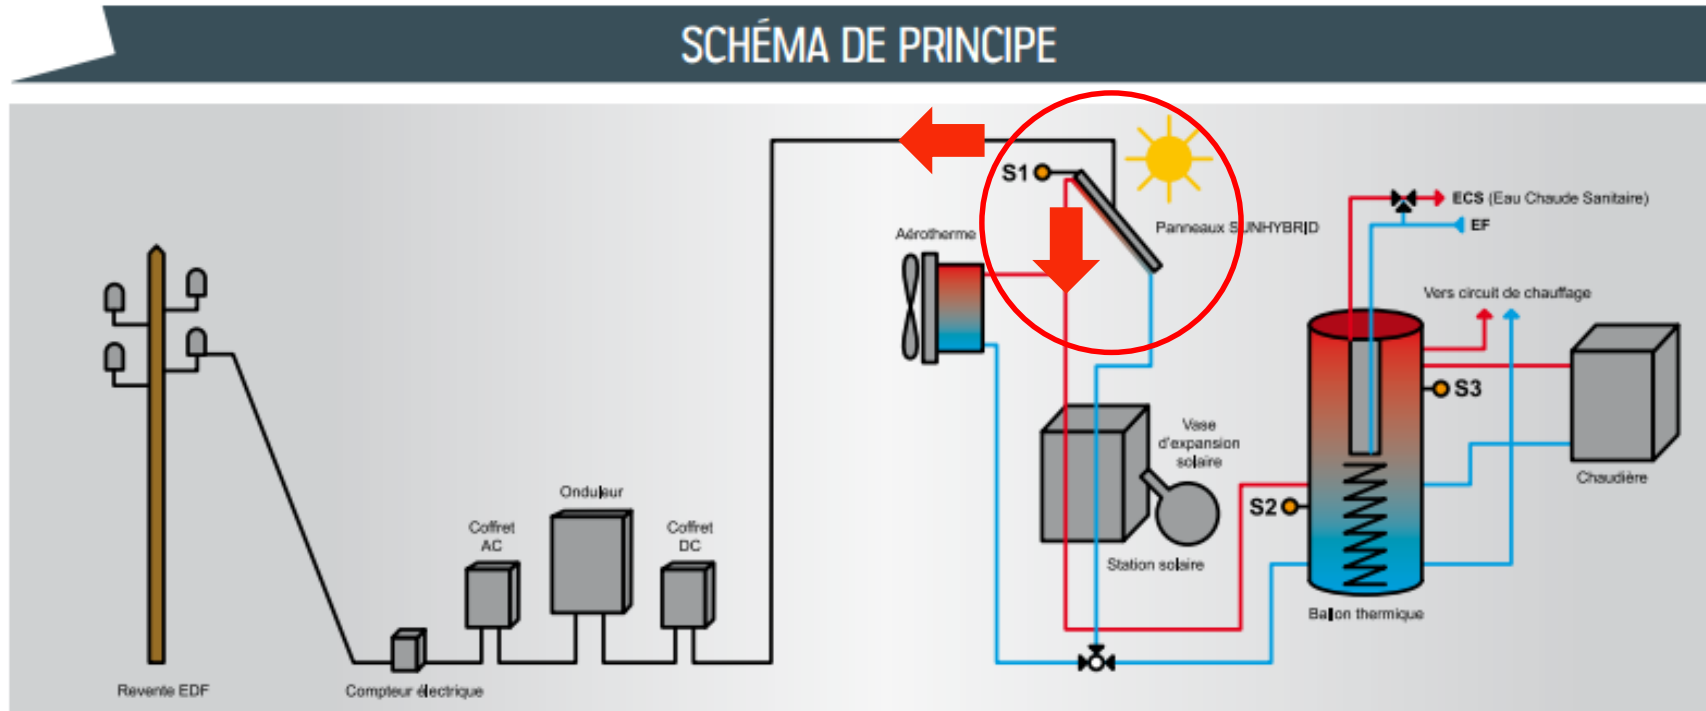 SCHÉMA DE PRINCIPE
S1
Panneaux SUNHYBRID
Aérotherme
ECS (Eau Chaude Sanitaire)
EF
Vers circuit de chauffage
S3
Chaudière
Vase
d'expansion
solaire
S2
Station solaire
Ballon thermique
Onduleur
Coffret
AC
Coffret
DC
Revente EDF
Compteur électrique